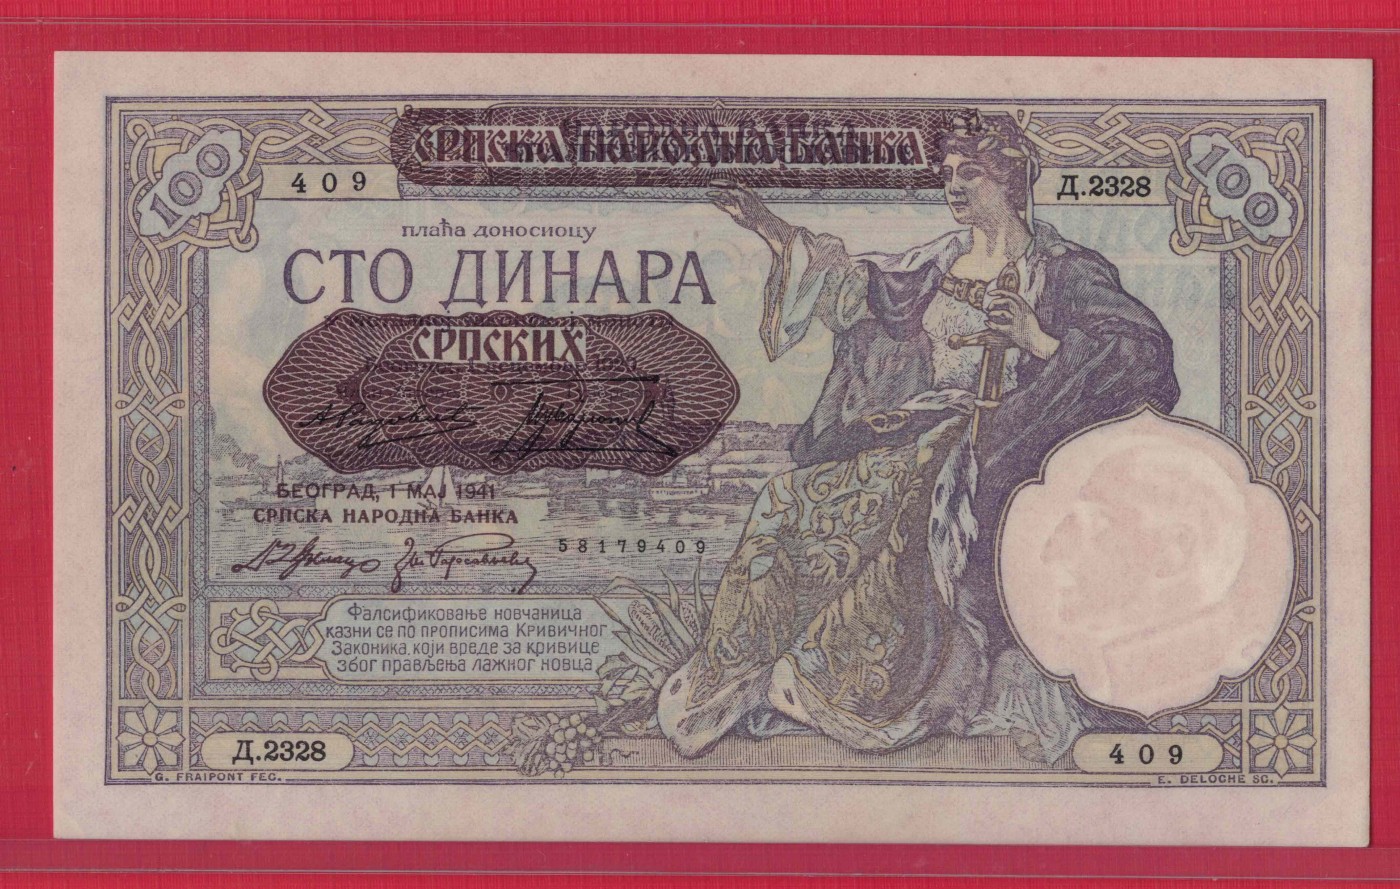 СРПСКА НАРОДНА БАНКА
100
409
Д.2328
100
плаћа доносиоцу
СТО ДИНАРА
СРПСКИХ
БЕОГРАД, 1 МАЈ 1941
СРПСКА НАРОДНА БАНКА
58179409
Фалсификовање новчаница
казни се по прописима Кривичног
Законика, који вреде за кривице
због прављења лажног новца
Д.2328
409
G. FRAIPONT FEC.
E. DELOCHE SC.